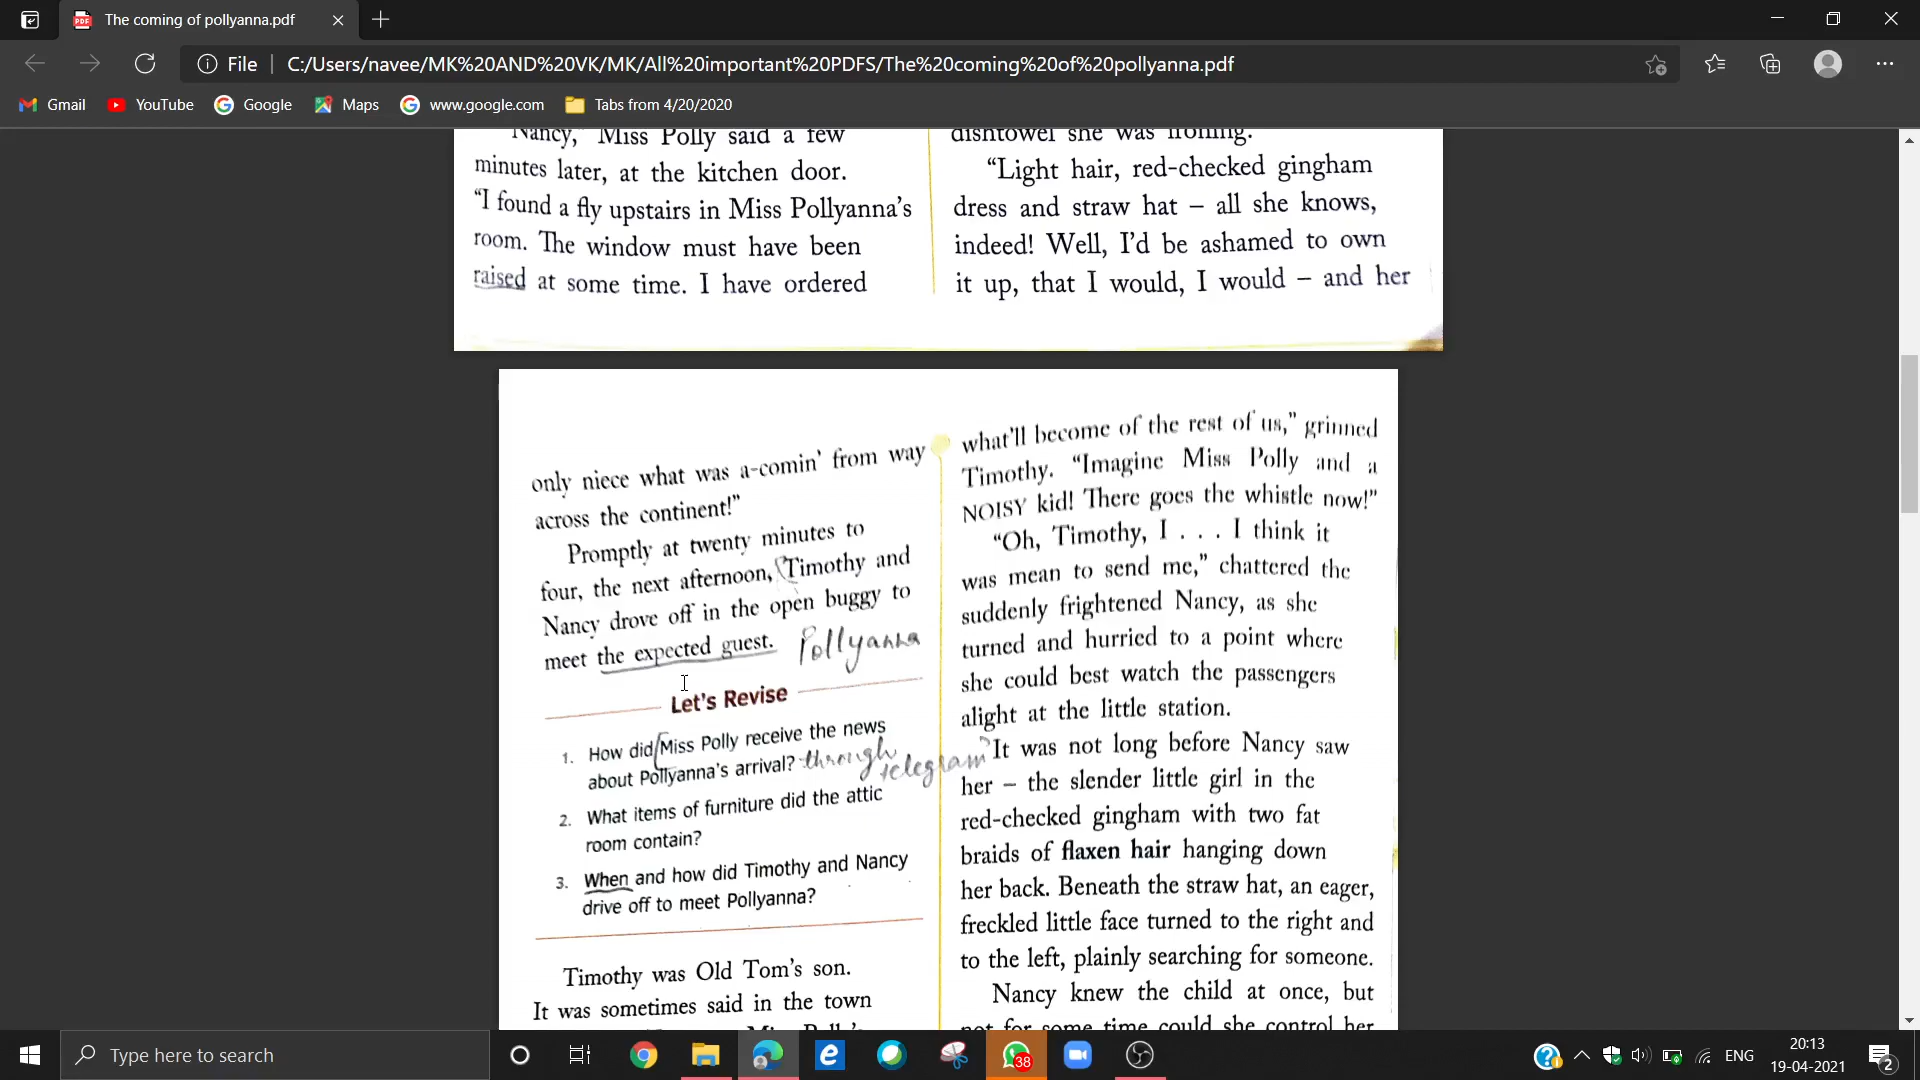 The coming of pollyanna.pdf
File
C:/Users/navee/MK%20AND%20VK/MK/All%20important%20PDFS/The%20coming%20of%20pollyanna.pdf
Gmail
YouTube
Google
Maps
www.google.com
Tabs from 4/20/2020
Nancy," Miss Polly said a few
minutes later, at the kitchen door.
"I found a fly upstairs in Miss Pollyanna's
room. The window must have been
raised at some time. I have ordered
dishtowel she was ironing.
"Light hair, red-checked gingham
dress and straw hat – all she knows,
indeed! Well, I'd be ashamed to own
it up, that I would, I would – and her
only niece what was a-comin' from way
across the continent!"
Promptly at twenty minutes to
four, the next afternoon, Timothy and
Nancy drove off in the open buggy to
meet the expected guest. Pollyanna
Let's Revise
1. How did Miss Polly receive the news
about Pollyanna's arrival? through telegram
2. What items of furniture did the attic
room contain?
3. When and how did Timothy and Nancy
drive off to meet Pollyanna?
Timothy was Old Tom's son.
It was sometimes said in the town
what'll become of the rest of us," grinned
Timothy. "Imagine Miss Polly and a
NOISY kid! There goes the whistle now!"
"Oh, Timothy, I . . . I think it
was mean to send me," chattered the
suddenly frightened Nancy, as she
turned and hurried to a point where
she could best watch the passengers
alight at the little station.
It was not long before Nancy saw
her – the slender little girl in the
red-checked gingham with two fat
braids of flaxen hair hanging down
her back. Beneath the straw hat, an eager,
freckled little face turned to the right and
to the left, plainly searching for someone.
Nancy knew the child at once, but
not for some time could she control her
Type here to search
38
ENG
20:13
19-04-2021
2